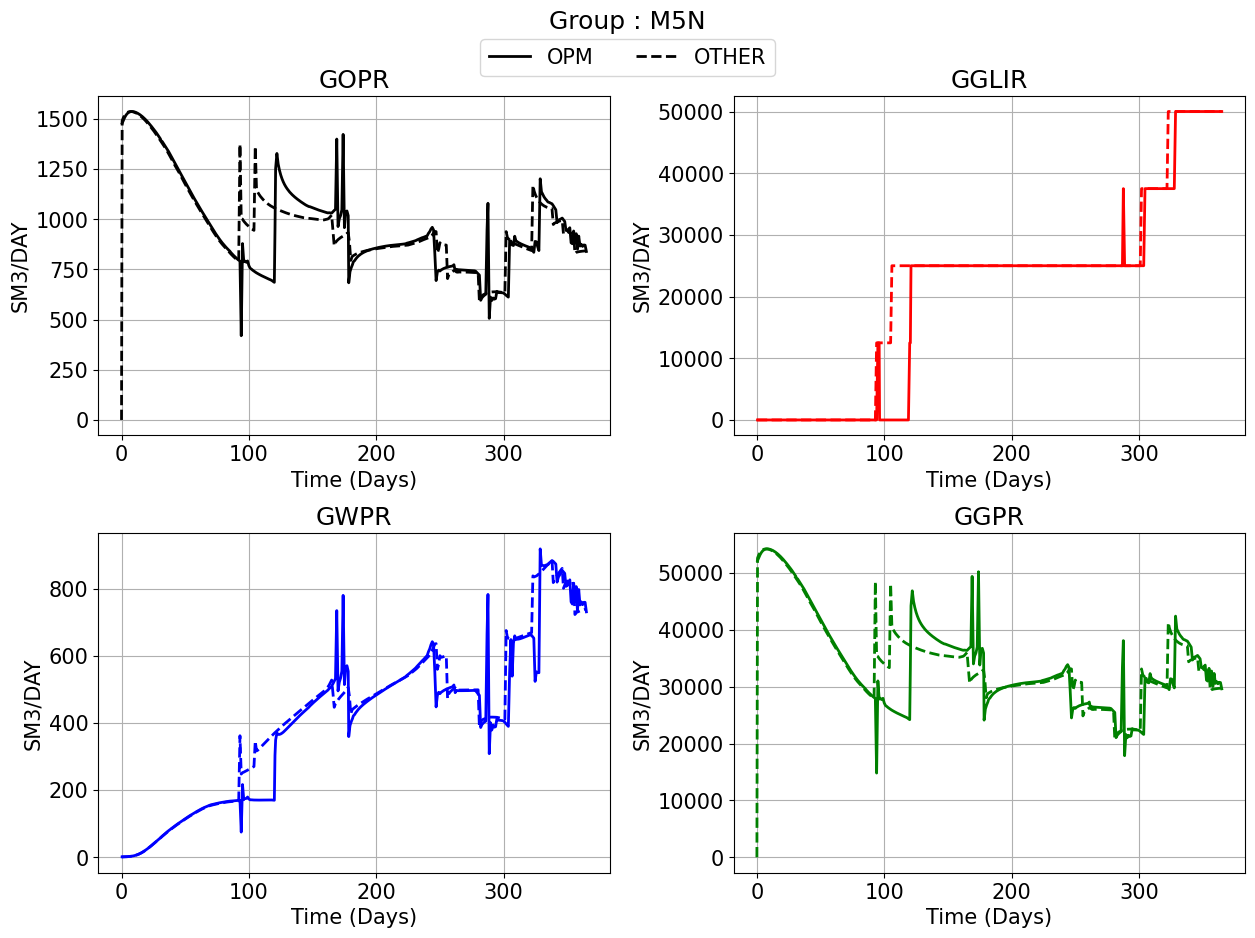 Group : M5N
OPM
OTHER
GOPR
1500
1250
1000
750
500
250
0
SM3/DAY
0
100
200
300
Time (Days)
GGLIR
50000
40000
30000
20000
10000
0
SM3/DAY
0
100
200
300
Time (Days)
GWPR
800
600
400
200
0
SM3/DAY
0
100
200
300
Time (Days)
GGPR
50000
40000
30000
20000
10000
0
SM3/DAY
0
100
200
300
Time (Days)